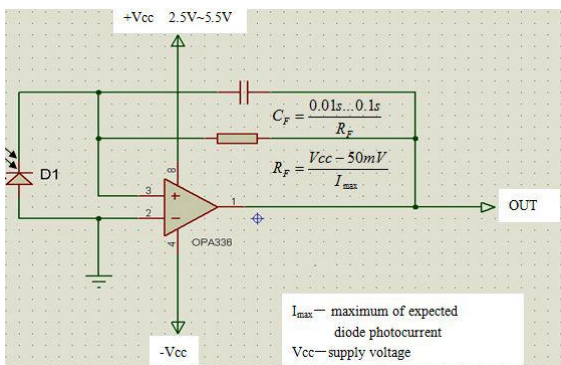 +Vcc 2.5V~5.5V
C_F = 0.01s...0.1s / R_F
R_F = Vcc − 50mV / I_max
D1
8
3
+
1
2
−
4
OPA336
OUT
I_max— maximum of expected
diode photocurrent
Vcc—supply voltage
-Vcc